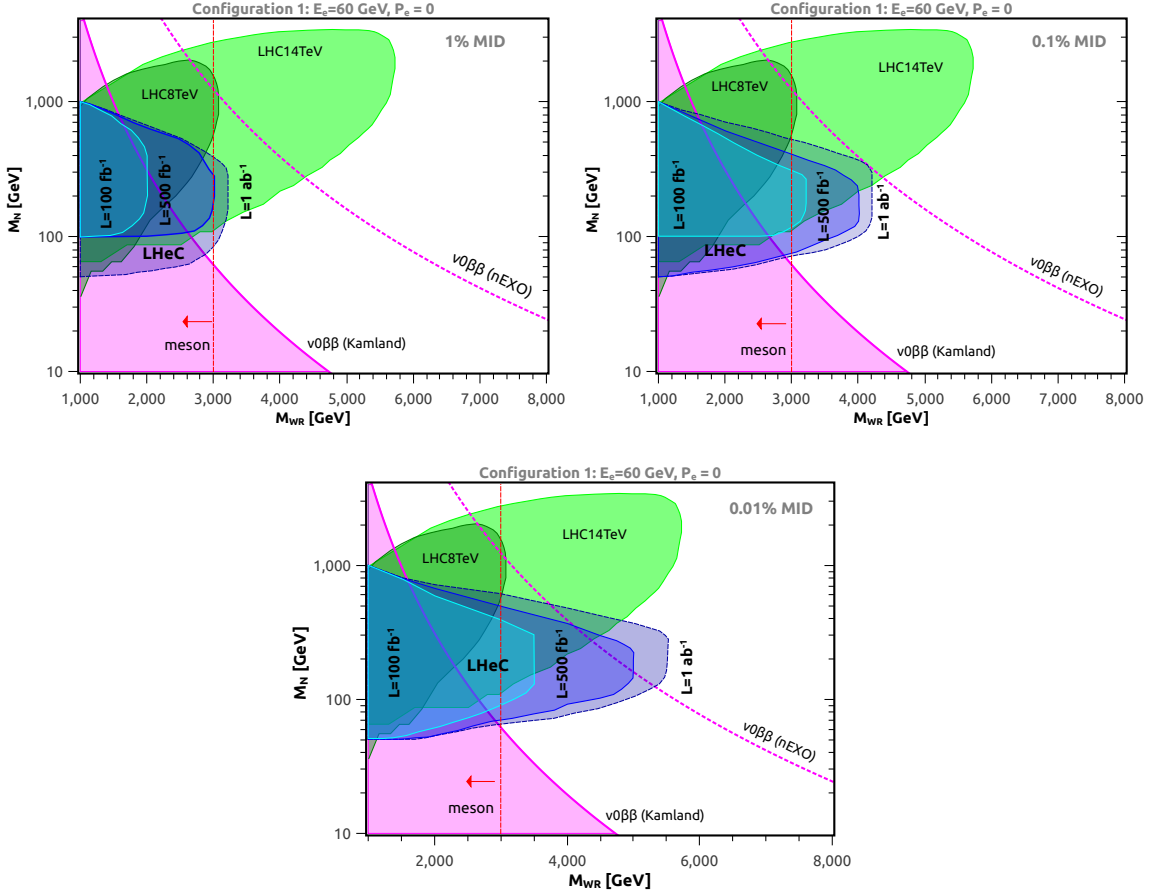 Configuration 1: Eₑ=60 GeV, Pₑ = 0
1% MID
LHC14TeV
LHC8TeV
1,000
100
10
M_N [GeV]
L=100 fb⁻¹
L=500 fb⁻¹
L=1 ab⁻¹
LHeC
ν0ββ (nEXO)
meson
ν0ββ (Kamland)
1,000 2,000 3,000 4,000 5,000 6,000 7,000 8,000
M_WR [GeV]
Configuration 1: Eₑ=60 GeV, Pₑ = 0
0.1% MID
LHC14TeV
LHC8TeV
1,000
100
10
M_N [GeV]
L=100 fb⁻¹
L=500 fb⁻¹
L=1 ab⁻¹
LHeC
ν0ββ (nEXO)
meson
ν0ββ (Kamland)
1,000 2,000 3,000 4,000 5,000 6,000 7,000 8,000
M_WR [GeV]
Configuration 1: Eₑ=60 GeV, Pₑ = 0
0.01% MID
LHC14TeV
LHC8TeV
1,000
100
10
M_N [GeV]
L=100 fb⁻¹
LHeC
L=500 fb⁻¹
L=1 ab⁻¹
ν0ββ (nEXO)
meson
ν0ββ (Kamland)
2,000 4,000 6,000 8,000
M_WR [GeV]